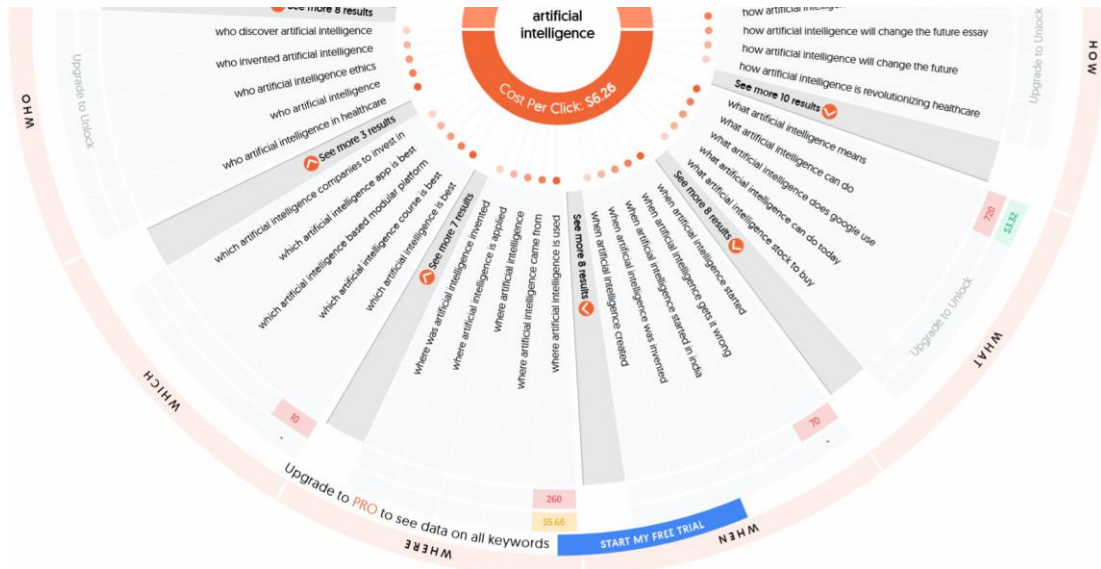 artificial
intelligence
Cost Per Click: $6.26
HOW
how artificial intelligence will change the future essay
how artificial intelligence will change the future
how artificial intelligence is revolutionizing healthcare
See more 10 results
Upgrade to Unlock
WHAT
what artificial intelligence means
what artificial intelligence can do
what artificial intelligence does google use
what artificial intelligence can do today
what artificial intelligence stock to buy
See more 8 results
720
$3.32
Upgrade to Unlock
WHEN
when artificial intelligence started
when artificial intelligence gets it wrong
when artificial intelligence started in india
when artificial intelligence was invented
when artificial intelligence created
See more 8 results
70
-
WHERE
where artificial intelligence is used
where artificial intelligence came from
where artificial intelligence
where artificial intelligence is applied
where was artificial intelligence invented
See more 7 results
260
$5.66
WHICH
which artificial intelligence is best
which artificial intelligence course is best
which artificial intelligence based modular platform
which artificial intelligence app is best
which artificial intelligence companies to invest in
See more 3 results
10
-
WHO
who artificial intelligence in healthcare
who artificial intelligence
who artificial intelligence ethics
who invented artificial intelligence
who discover artificial intelligence
See more 8 results
Upgrade to Unlock
Upgrade to PRO to see data on all keywords
START MY FREE TRIAL